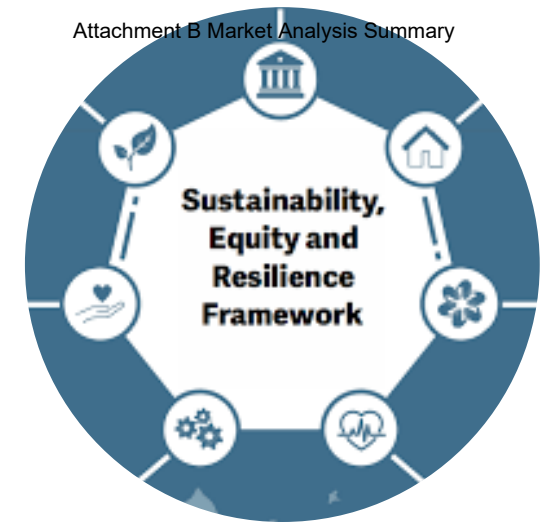 Attachment B Market Analysis Summary
Sustainability,
Equity and
Resilience
Framework